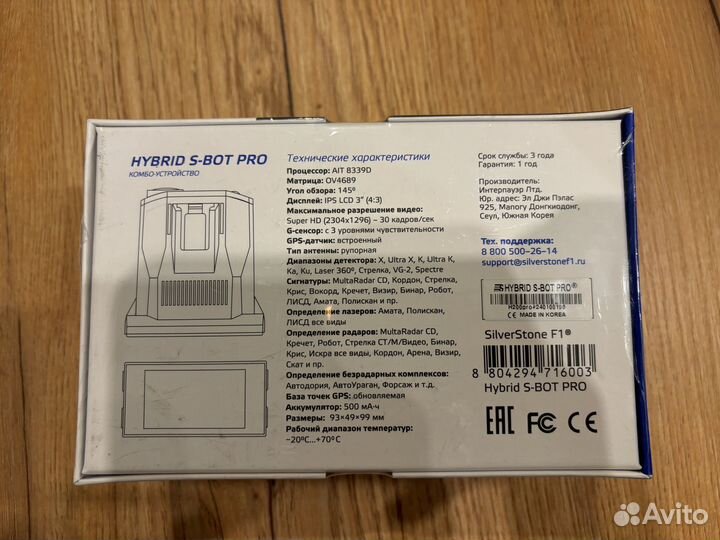 HYBRID S-BOT PRO
КОМБО-УСТРОЙСТВО
Технические характеристики
Процессор: AIT 8339D
Матрица: OV4689
Угол обзора: 145°
Дисплей: IPS LCD 3” (4:3)
Максимальное разрешение видео:
Super HD (2304x1296) – 30 кадров/сек
G-сенсор: с 3 уровнями чувствительности
GPS-датчик: встроенный
Тип антенны: рупорная
Диапазоны детектора: X, Ultra X, K, Ultra K,
Ka, Ku, Laser 360°, Стрелка, VG-2, Spectre
Сигнатуры: MultaRadar CD, Кордон, Стрелка,
Крис, Вокорд, Кречет, Визир, Бинар, Робот,
ЛИСД, Амата, Полискан и пр.
Определение лазеров: Амата, Полискан,
ЛИСД все виды
Определение радаров: MultaRadar CD,
Кречет, Робот, Стрелка СТ/М/Видео, Бинар,
Крис, Искра все виды, Кордон, Арена, Визир,
Скат и пр.
Определение безрадарных комплексов:
Автодория, АвтоУраган, Форсаж и т.д.
База точек GPS: обновляемая
Аккумулятор: 500 мА·ч
Размеры: 93×49×99 мм
Рабочий диапазон температур:
–20°С...+70°С
Срок службы: 3 года
Гарантия: 1 год
Производитель:
Интерпауэр Лтд.
Юр. адрес: Эл Джи Пэлас
925, Мапогу Донгкиодонг,
Сеул, Южная Корея
Тех. поддержка:
8 800 500-26-14
support@silverstonef1.ru
HYBRID S-BOT PRO®
CE MADE IN KOREA
SilverStone F1®
8 804294 716003
Hybrid S-BOT PRO
EAC FC CE
Avito